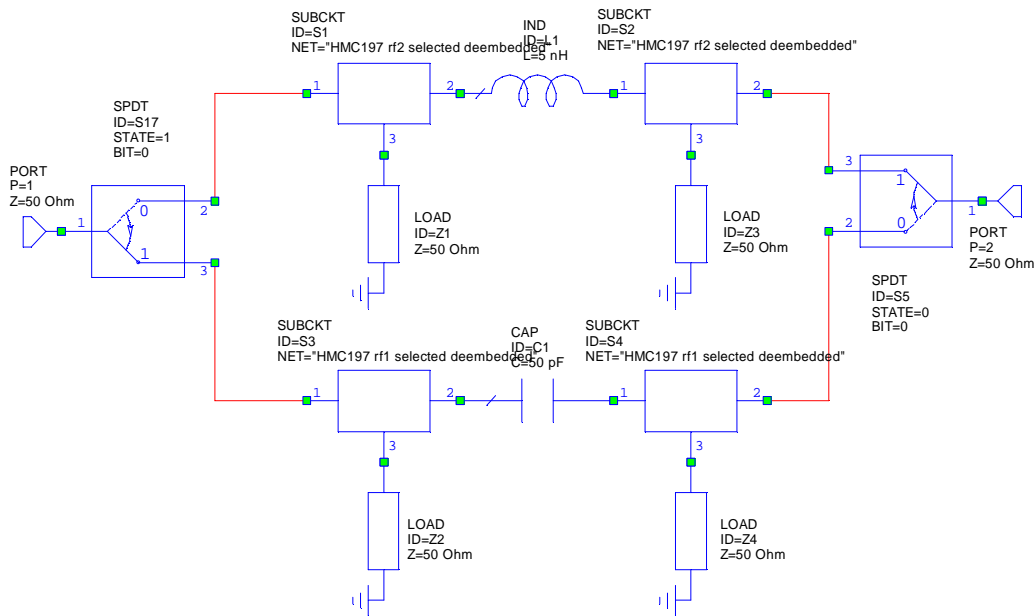 SUBCKT
ID=S1
NET="HMC197 rf2 selected deembedded"
IND
ID=L1
L=5 nH
SUBCKT
ID=S2
NET="HMC197 rf2 selected deembedded"
1
2
3
1
2
3
SPDT
ID=S17
STATE=1
BIT=0
PORT
P=1
Z=50 Ohm
1
0
1
2
3
LOAD
ID=Z1
Z=50 Ohm
LOAD
ID=Z3
Z=50 Ohm
3
2
1
0
1
PORT
P=2
Z=50 Ohm
SPDT
ID=S5
STATE=0
BIT=0
SUBCKT
ID=S3
NET="HMC197 rf1 selected deembedded"
CAP
ID=C1
C=50 pF
SUBCKT
ID=S4
NET="HMC197 rf1 selected deembedded"
1
2
3
1
2
3
LOAD
ID=Z2
Z=50 Ohm
LOAD
ID=Z4
Z=50 Ohm